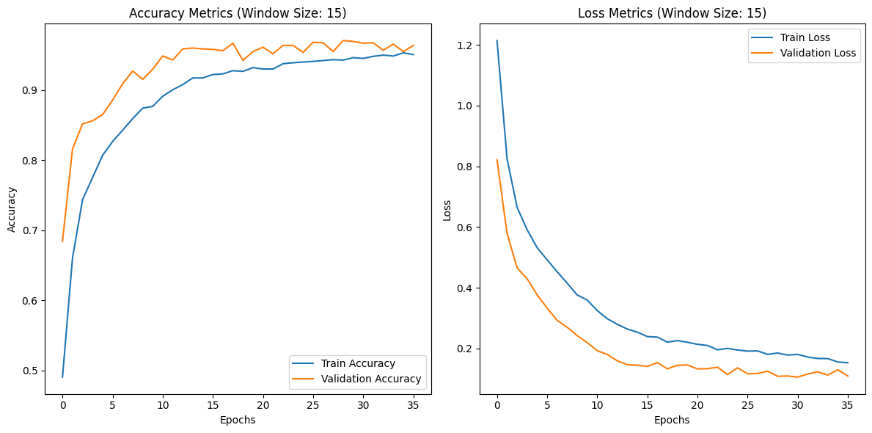 Accuracy Metrics (Window Size: 15)
0.9
0.8
0.7
0.6
0.5
Accuracy
0
5
10
15
20
25
30
35
Epochs
Train Accuracy
Validation Accuracy
Loss Metrics (Window Size: 15)
1.2
1.0
0.8
0.6
0.4
0.2
Loss
0
5
10
15
20
25
30
35
Epochs
Train Loss
Validation Loss